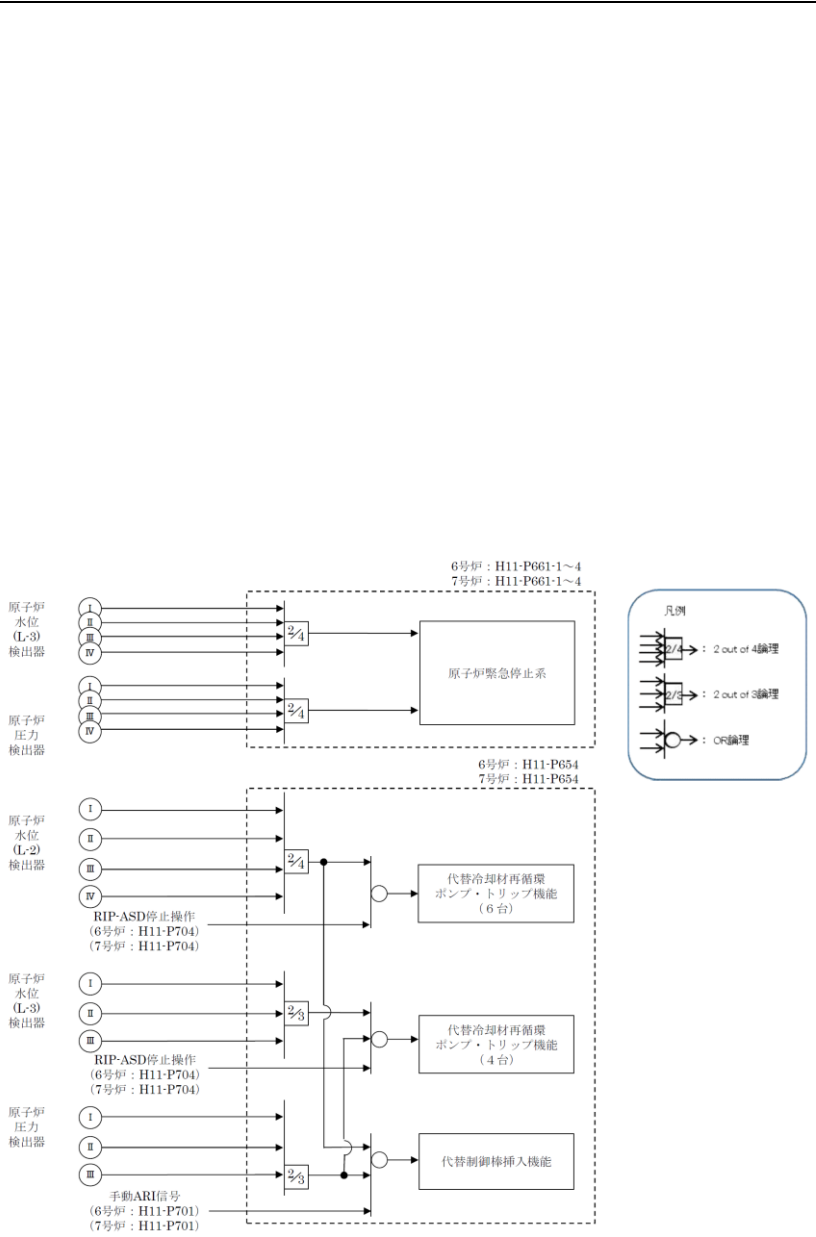 6号炉：H11-P661-1～4
7号炉：H11-P661-1～4
原子炉
水位
(L-3)
検出器
Ⅰ
Ⅱ
Ⅲ
Ⅳ
2/4
原子炉緊急停止系
原子炉
圧力
検出器
Ⅰ
Ⅱ
Ⅲ
Ⅳ
2/4
凡例
2/4
： 2 out of 4論理
2/3
： 2 out of 3論理
： OR論理
6号炉：H11-P654
7号炉：H11-P654
原子炉
水位
(L-2)
検出器
Ⅰ
Ⅱ
Ⅲ
Ⅳ
2/4
代替冷却材再循環
ポンプ・トリップ機能
（６台）
RIP-ASD停止操作
（6号炉：H11-P704）
（7号炉：H11-P704）
原子炉
水位
(L-3)
検出器
Ⅰ
Ⅱ
Ⅲ
2/3
代替冷却材再循環
ポンプ・トリップ機能
（４台）
RIP-ASD停止操作
（6号炉：H11-P704）
（7号炉：H11-P704）
原子炉
圧力
検出器
Ⅰ
Ⅱ
Ⅲ
2/3
代替制御棒挿入機能
手動ARI信号
（6号炉：H11-P701）
（7号炉：H11-P701）